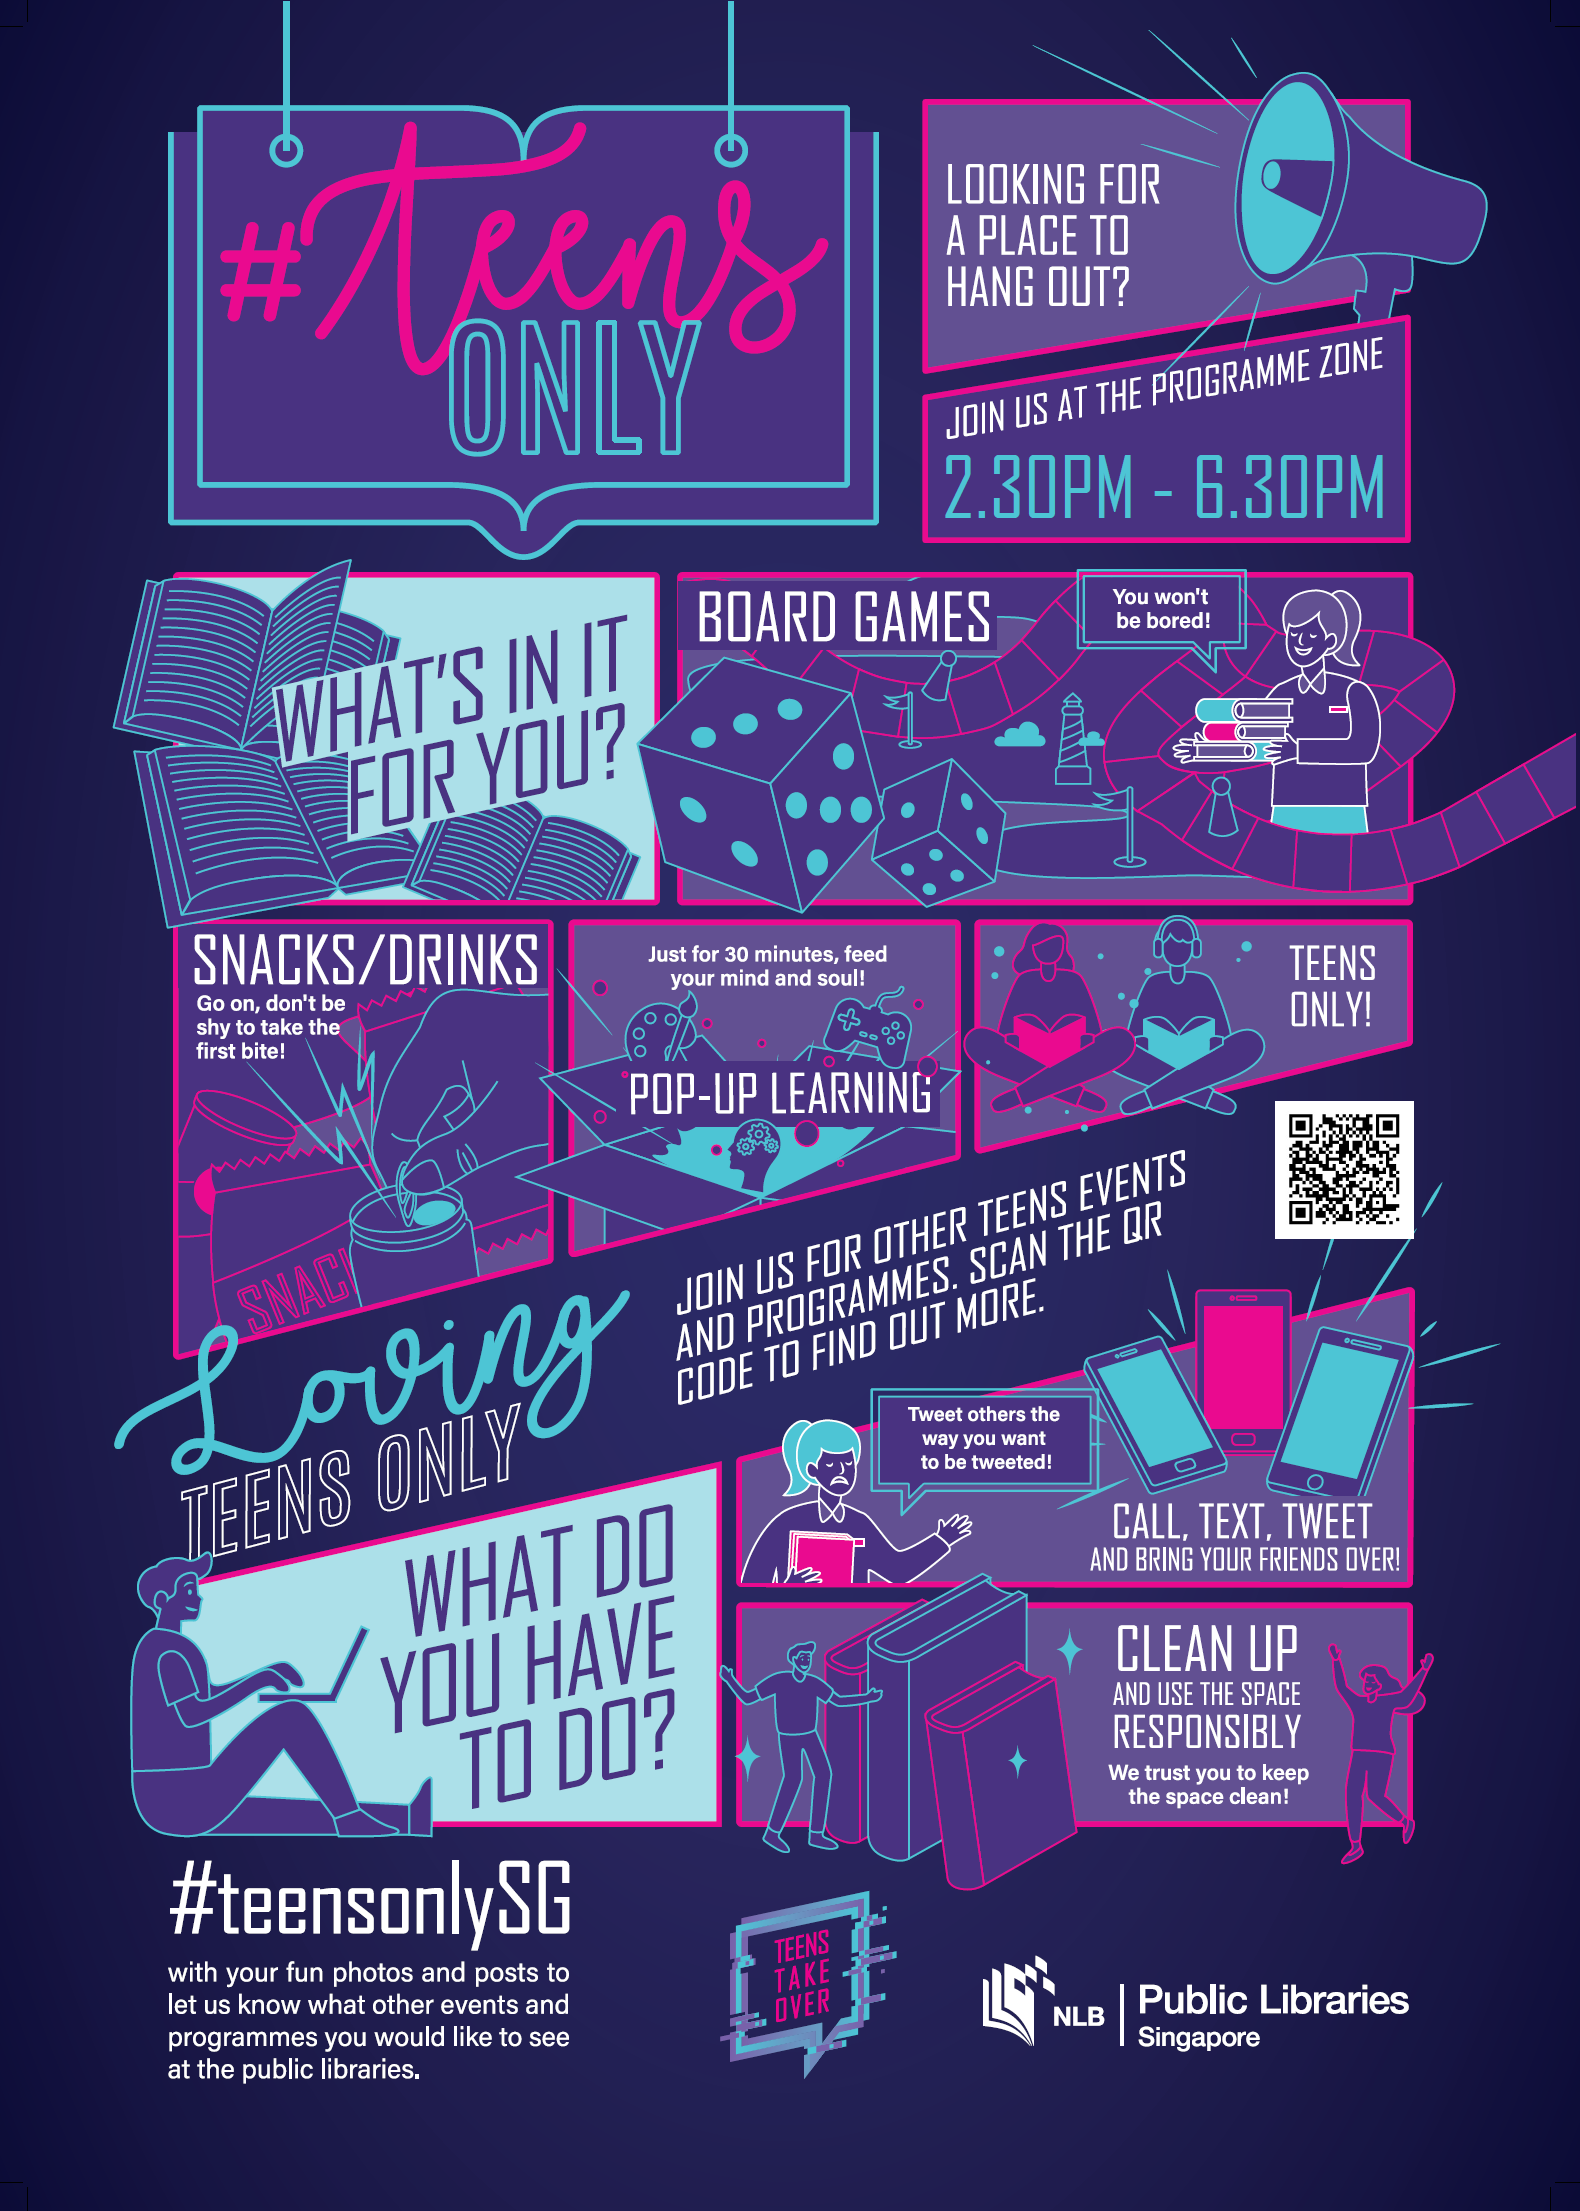 #Teens
ONLY
LOOKING FOR
A PLACE TO
HANG OUT?
JOIN US AT THE PROGRAMME ZONE
2.30PM - 6.30PM
WHAT'S IN IT
FOR YOU?
BOARD GAMES
You won't
be bored!
SNACKS/DRINKS
Go on, don't be
shy to take the
first bite!
SNACK
Just for 30 minutes, feed
your mind and soul!
POP-UP LEARNING
TEENS
ONLY!
JOIN US FOR OTHER TEENS EVENTS
AND PROGRAMMES. SCAN THE QR
CODE TO FIND OUT MORE.
Loving
TEENS ONLY
Tweet others the
way you want
to be tweeted!
CALL, TEXT, TWEET
AND BRING YOUR FRIENDS OVER!
WHAT DO
YOU HAVE
TO DO?
CLEAN UP
AND USE THE SPACE
RESPONSIBLY
We trust you to keep
the space clean!
#teensonlySG
with your fun photos and posts to
let us know what other events and
programmes you would like to see
at the public libraries.
TEENS
TAKE
OVER
NLB
Public Libraries
Singapore